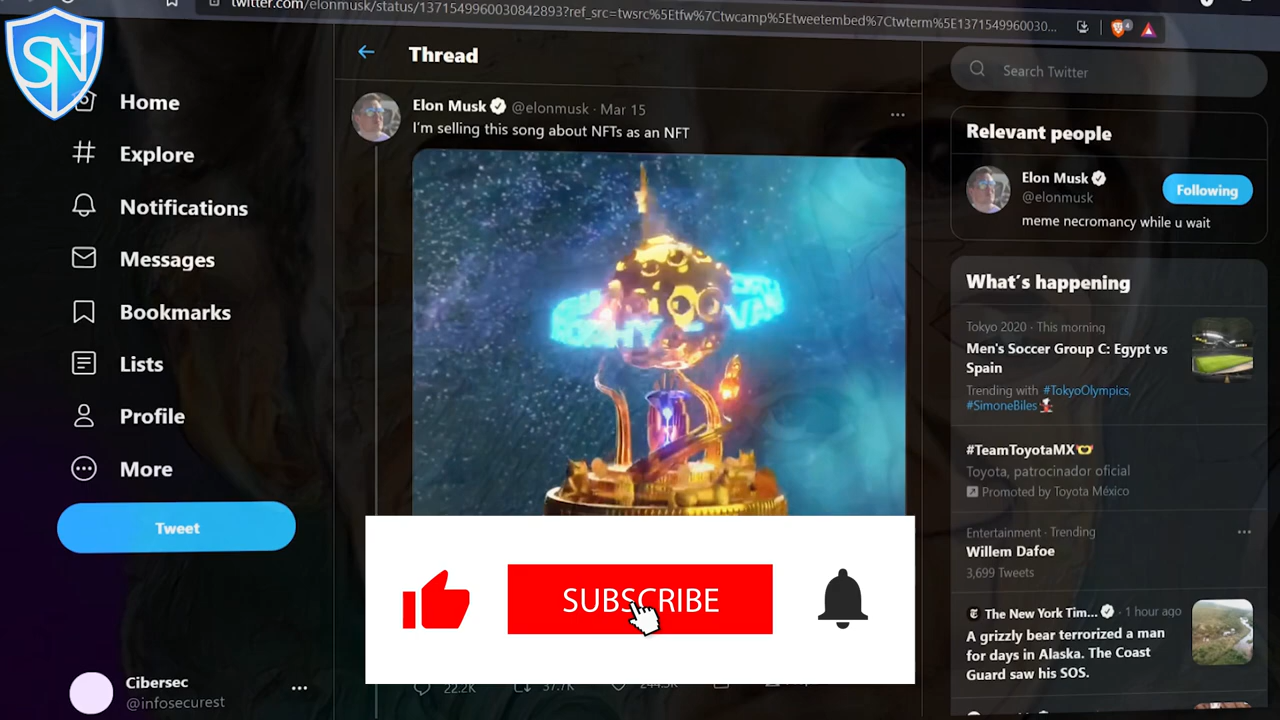 twitter.com/elonmusk/status/1371549960030842893?ref_src=twsrc%5Etfw%7Ctwcamp%5Etweetembed%7Ctwterm%5E1371549960030...
4
SN
Home
Explore
Notifications
Messages
Bookmarks
Lists
Profile
More
Tweet
Cibersec
@infosecurest
Thread
Elon Musk @elonmusk · Mar 15
I'm selling this song about NFTs as an NFT
SUBSCRIBE
22.2K 37.7K 244.5K
Search Twitter
Relevant people
Elon Musk
@elonmusk
Following
meme necromancy while u wait
What's happening
Tokyo 2020 · This morning
Men's Soccer Group C: Egypt vs
Spain
Trending with #TokyoOlympics,
#SimoneBiles
#TeamToyotaMX
Toyota, patrocinador oficial
Promoted by Toyota México
Entertainment · Trending
Willem Dafoe
3,699 Tweets
The New York Tim... · 1 hour ago
A grizzly bear terrorized a man
for days in Alaska. The Coast
Guard saw his SOS.